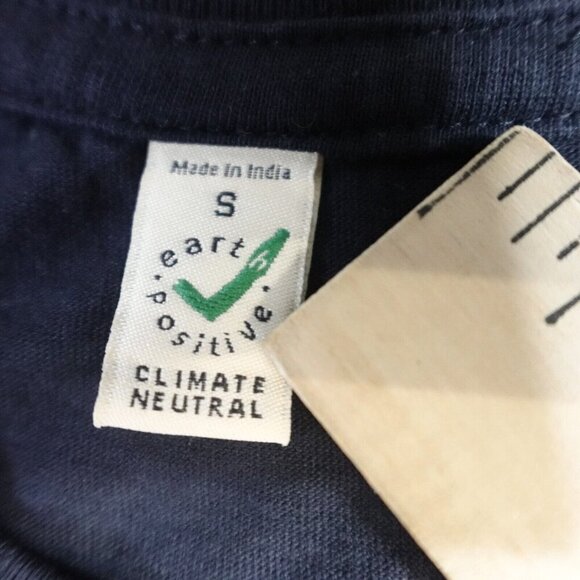 Made in India
S
earth
positive
CLIMATE
NEUTRAL